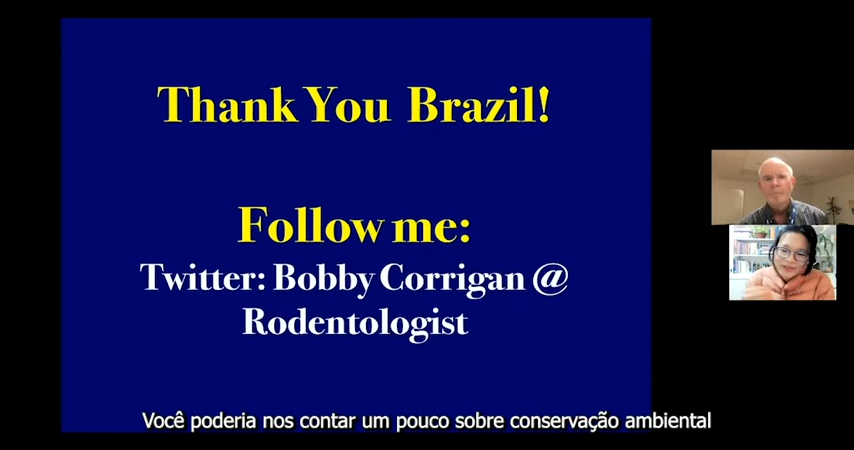 Thank You Brazil!
Follow me:
Twitter: Bobby Corrigan @
Rodentologist
Você poderia nos contar um pouco sobre conservação ambiental